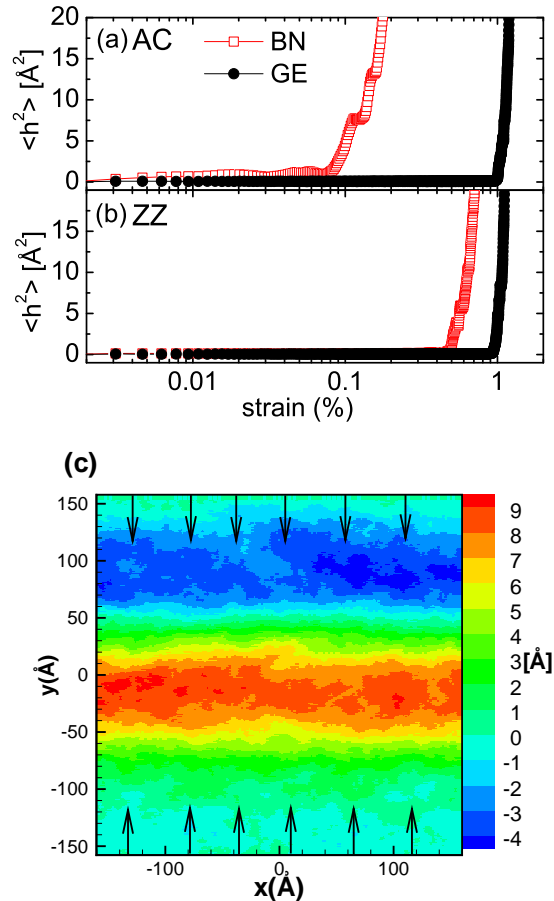 (a) AC
BN
GE
<h²> [Å²]
20
15
10
5
0
(b) ZZ
<h²> [Å²]
15
10
5
0
0.01 0.1 1
strain (%)
(c)
y(Å)
150
100
50
0
-50
-100
-150
-100 0 100
x(Å)
[Å]
9
8
7
6
5
4
3
2
1
0
-1
-2
-3
-4